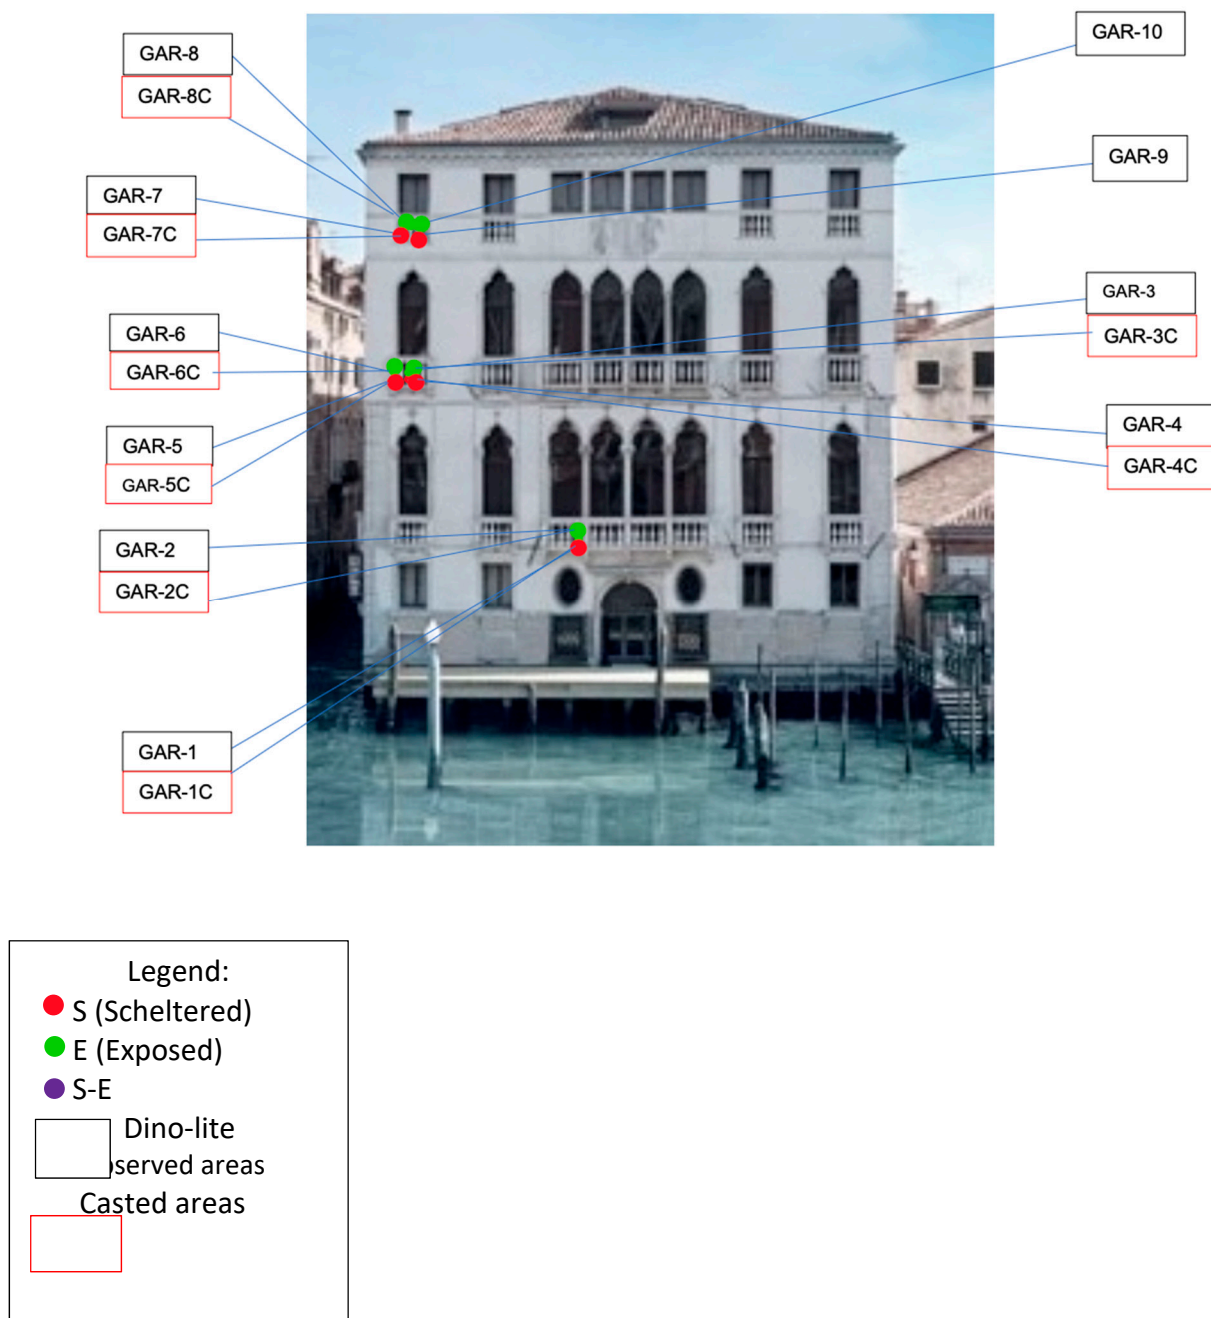 GAR-8
GAR-8C
GAR-7
GAR-7C
GAR-6
GAR-6C
GAR-5
GAR-5C
GAR-2
GAR-2C
GAR-1
GAR-1C
GAR-10
GAR-9
GAR-3
GAR-3C
GAR-4
GAR-4C
Legend:
S (Scheltered)
E (Exposed)
S-E
Dino-lite
bserved areas
Casted areas